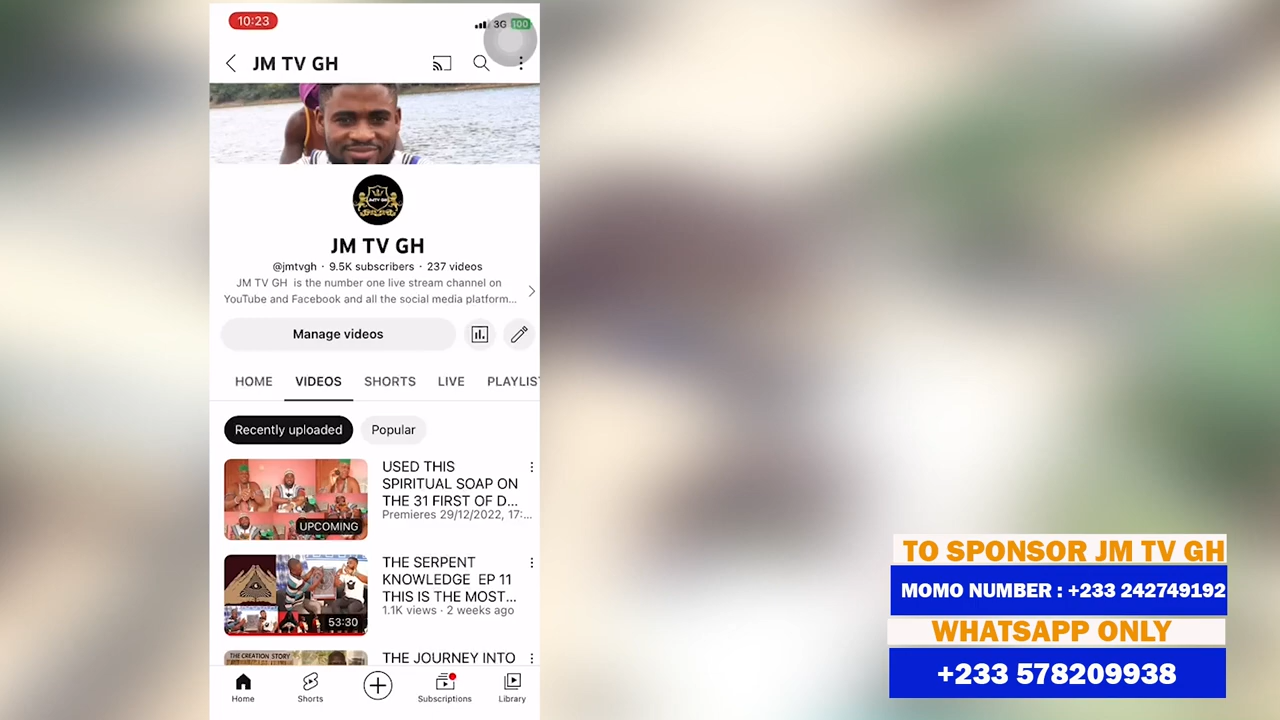 10:23
3G 100
JM TV GH
JMTV GH
JM TV GH
@jmtvgh · 9.5K subscribers · 237 videos
JM TV GH is the number one live stream channel on
YouTube and Facebook and all the social media platform...
Manage videos
HOME VIDEOS SHORTS LIVE PLAYLIS
Recently uploaded Popular
USED THIS
SPIRITUAL SOAP ON
THE 31 FIRST OF D...
Premieres 29/12/2022, 17:...
UPCOMING
THE SERPENT
KNOWLEDGE EP 11
THIS IS THE MOST...
1.1K views · 2 weeks ago
53:30
THE CREATION STORY
THE JOURNEY INTO
Home Shorts Subscriptions Library
TO SPONSOR JM TV GH
MOMO NUMBER : +233 242749192
WHATSAPP ONLY
+233 578209938